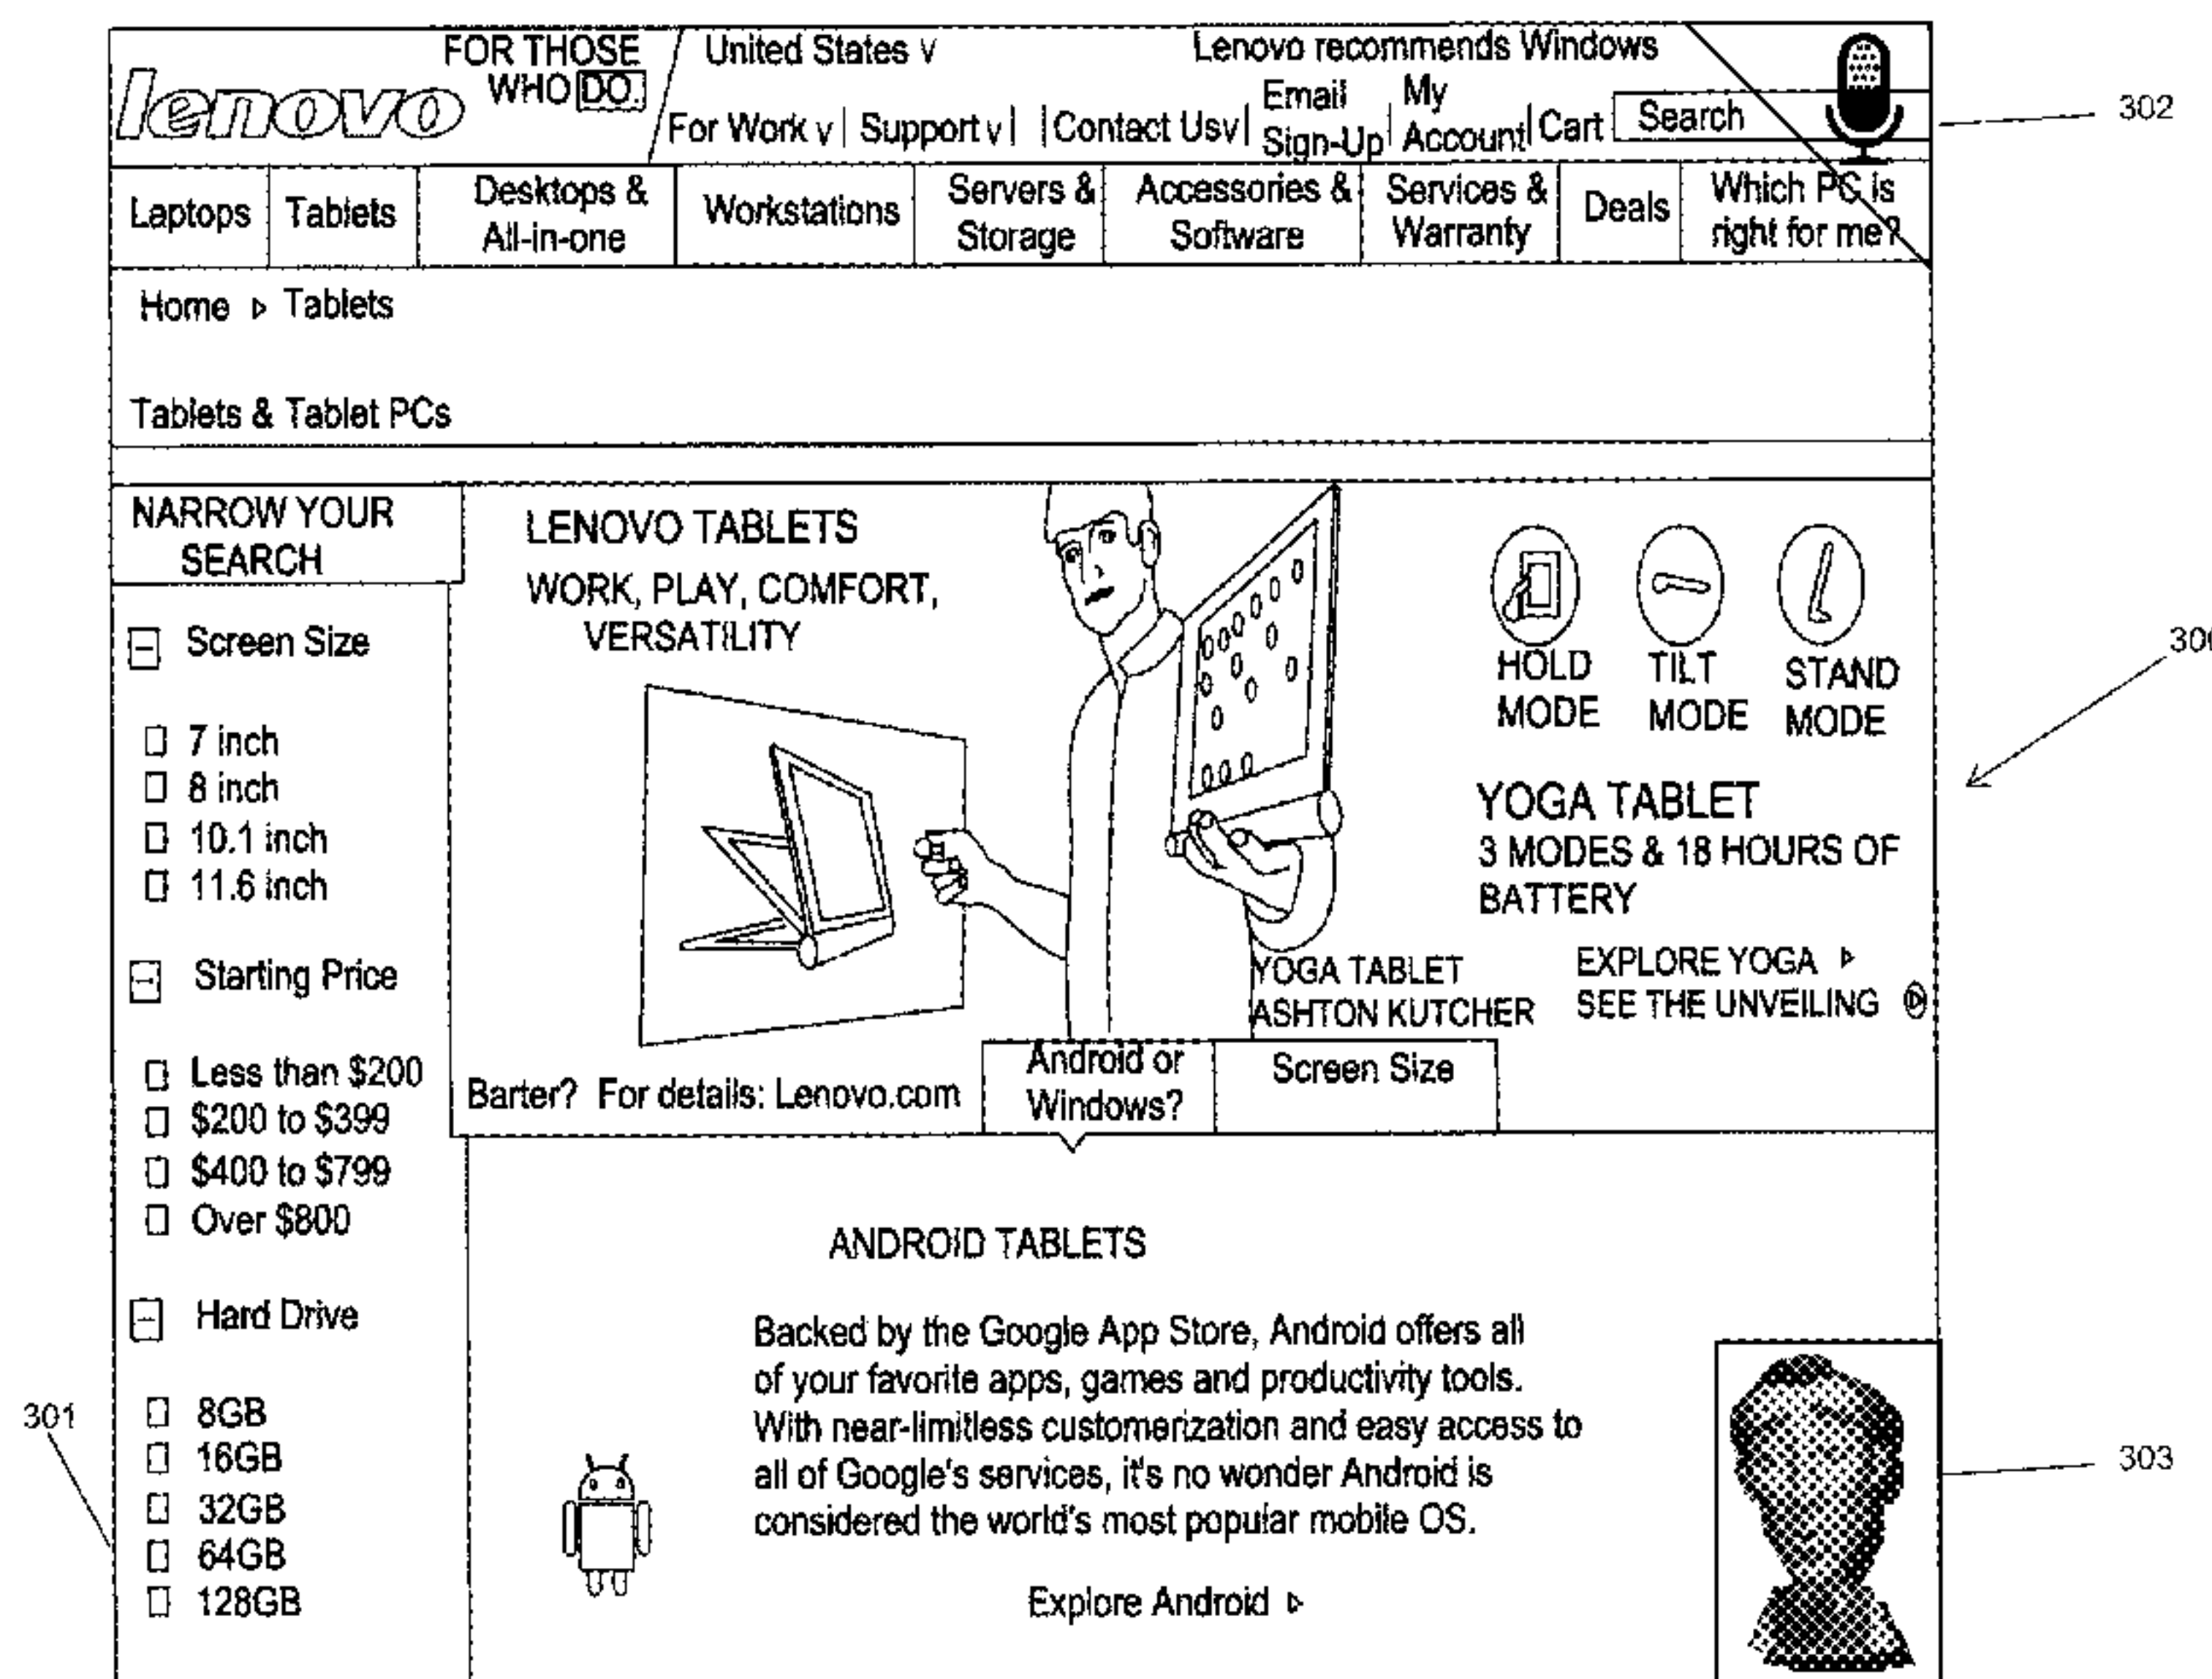 lenovo
FOR THOSE
WHO DO.
United States v
Lenovo recommends Windows
For Work v | Support v | | Contact Us v | Email Sign-Up | My Account | Cart
Search
302
Laptops
Tablets
Desktops &
All-in-one
Workstations
Servers &
Storage
Accessories &
Software
Services &
Warranty
Deals
Which PC is
right for me?
Home ▹ Tablets
Tablets & Tablet PCs
NARROW YOUR
SEARCH
Screen Size
7 inch
8 inch
10.1 inch
11.6 inch
Starting Price
Less than $200
$200 to $399
$400 to $799
Over $800
Hard Drive
8GB
16GB
32GB
64GB
128GB
301
LENOVO TABLETS
WORK, PLAY, COMFORT,
VERSATILITY
HOLD
MODE
TILT
MODE
STAND
MODE
YOGA TABLET
3 MODES & 18 HOURS OF
BATTERY
YOGA TABLET
ASHTON KUTCHER
EXPLORE YOGA ▹
SEE THE UNVEILING
Barter? For details: Lenovo.com
Android or
Windows?
Screen Size
ANDROID TABLETS
Backed by the Google App Store, Android offers all
of your favorite apps, games and productivity tools.
With near-limitless customerization and easy access to
all of Google's services, it's no wonder Android is
considered the world's most popular mobile OS.
Explore Android ▹
303